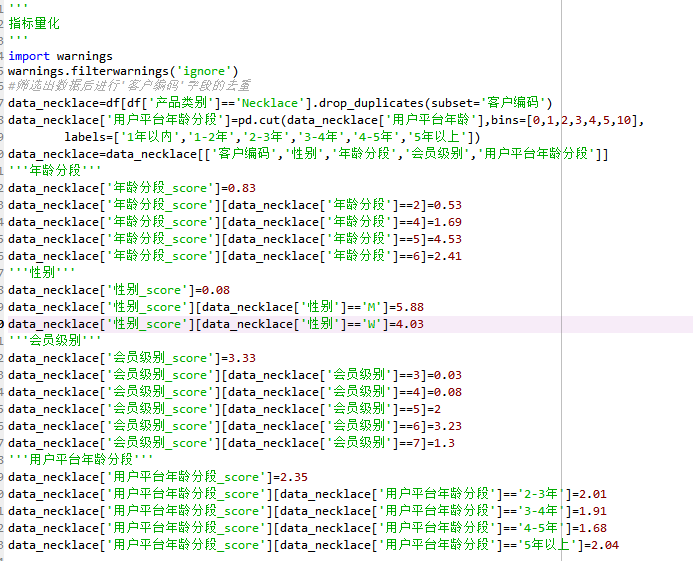 '''
指标量化
'''
import warnings
warnings.filterwarnings('ignore')
#筛选出数据后进行'客户编码'字段的去重
data_necklace=df[df['产品类别']=='Necklace'].drop_duplicates(subset='客户编码')
data_necklace['用户平台年龄分段']=pd.cut(data_necklace['用户平台年龄'],bins=[0,1,2,3,4,5,10],
labels=['1年以内','1-2年','2-3年','3-4年','4-5年','5年以上'])
data_necklace=data_necklace[['客户编码','性别','年龄分段','会员级别','用户平台年龄分段']]
'''年龄分段'''
data_necklace['年龄分段_score']=0.83
data_necklace['年龄分段_score'][data_necklace['年龄分段']==2]=0.53
data_necklace['年龄分段_score'][data_necklace['年龄分段']==4]=1.69
data_necklace['年龄分段_score'][data_necklace['年龄分段']==5]=4.53
data_necklace['年龄分段_score'][data_necklace['年龄分段']==6]=2.41
'''性别'''
data_necklace['性别_score']=0.08
data_necklace['性别_score'][data_necklace['性别']=='M']=5.88
data_necklace['性别_score'][data_necklace['性别']=='W']=4.03
'''会员级别'''
data_necklace['会员级别_score']=3.33
data_necklace['会员级别_score'][data_necklace['会员级别']==3]=0.03
data_necklace['会员级别_score'][data_necklace['会员级别']==4]=0.08
data_necklace['会员级别_score'][data_necklace['会员级别']==5]=2
data_necklace['会员级别_score'][data_necklace['会员级别']==6]=3.23
data_necklace['会员级别_score'][data_necklace['会员级别']==7]=1.3
'''用户平台年龄分段'''
data_necklace['用户平台年龄分段_score']=2.35
data_necklace['用户平台年龄分段_score'][data_necklace['用户平台年龄分段']=='2-3年']=2.01
data_necklace['用户平台年龄分段_score'][data_necklace['用户平台年龄分段']=='3-4年']=1.91
data_necklace['用户平台年龄分段_score'][data_necklace['用户平台年龄分段']=='4-5年']=1.68
data_necklace['用户平台年龄分段_score'][data_necklace['用户平台年龄分段']=='5年以上']=2.04